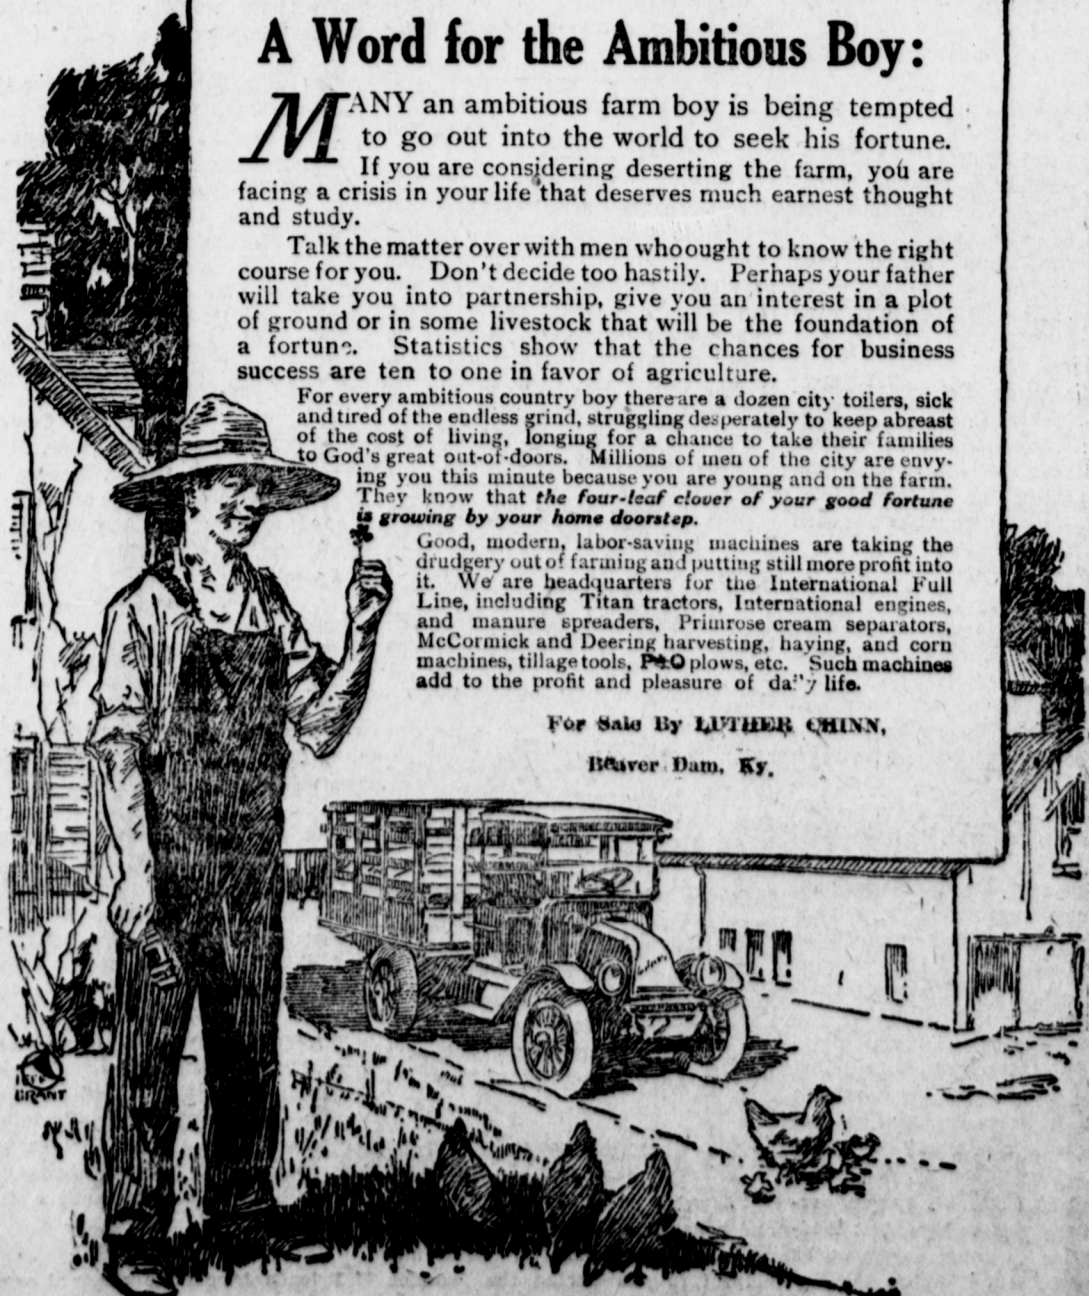 A Word for the Ambitious Boy:
MANY an ambitious farm boy is being tempted
to go out into the world to seek his fortune.
If you are considering deserting the farm, you are
facing a crisis in your life that deserves much earnest thought
and study.
Talk the matter over with men who ought to know the right
course for you. Don't decide too hastily. Perhaps your father
will take you into partnership, give you an interest in a plot
of ground or in some livestock that will be the foundation of
a fortune. Statistics show that the chances for business
success are ten to one in favor of agriculture.
For every ambitious country boy there are a dozen city toilers, sick
and tired of the endless grind, struggling desperately to keep abreast
of the cost of living, longing for a chance to take their families
to God's great out-of-doors. Millions of men of the city are envy-
ing you this minute because you are young and on the farm.
They know that the four-leaf clover of your good fortune
is growing by your home doorstep.
Good, modern, labor-saving machines are taking the
drudgery out of farming and putting still more profit into
it. We are headquarters for the International Full
Line, including Titan tractors, International engines,
and manure spreaders, Primrose cream separators,
McCormick and Deering harvesting, haying, and corn
machines, tillage tools, P&O plows, etc. Such machines
add to the profit and pleasure of daily life.
For Sale By LUTHER CHINN,
Beaver Dam, Ky.
GRANT